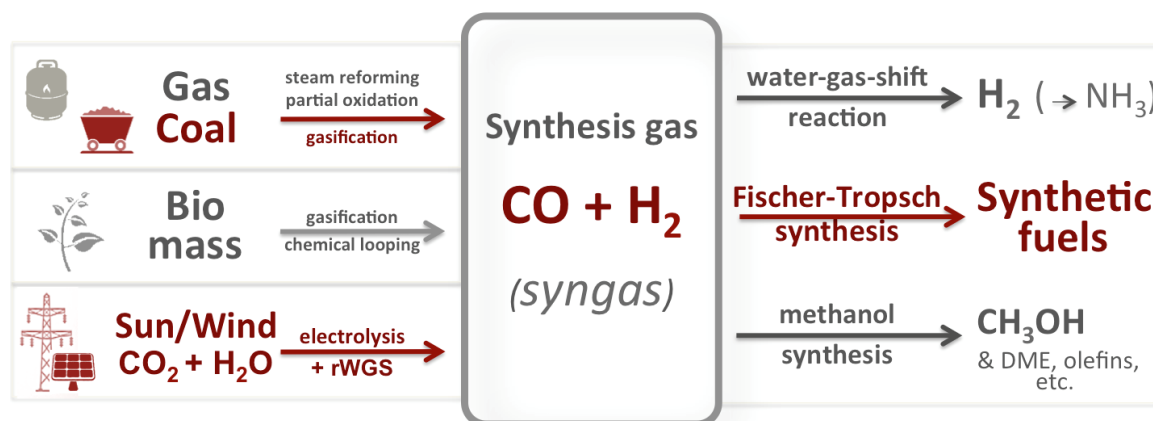 Gas
Coal
steam reforming
partial oxidation
gasification
Bio
mass
gasification
chemical looping
Sun/Wind
CO₂ + H₂O
electrolysis
+ rWGS
Synthesis gas
CO + H₂
(syngas)
water-gas-shift
reaction
H₂ (→ NH₃)
Fischer-Tropsch
synthesis
Synthetic
fuels
methanol
synthesis
CH₃OH
& DME, olefins,
etc.